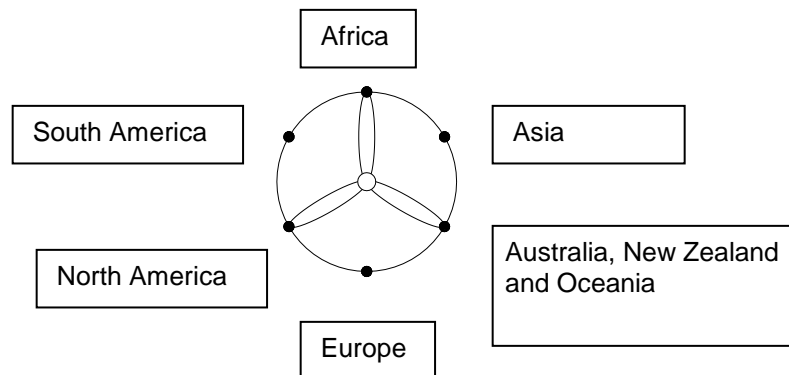 Africa
South America
Asia
North America
Australia, New Zealand
and Oceania
Europe